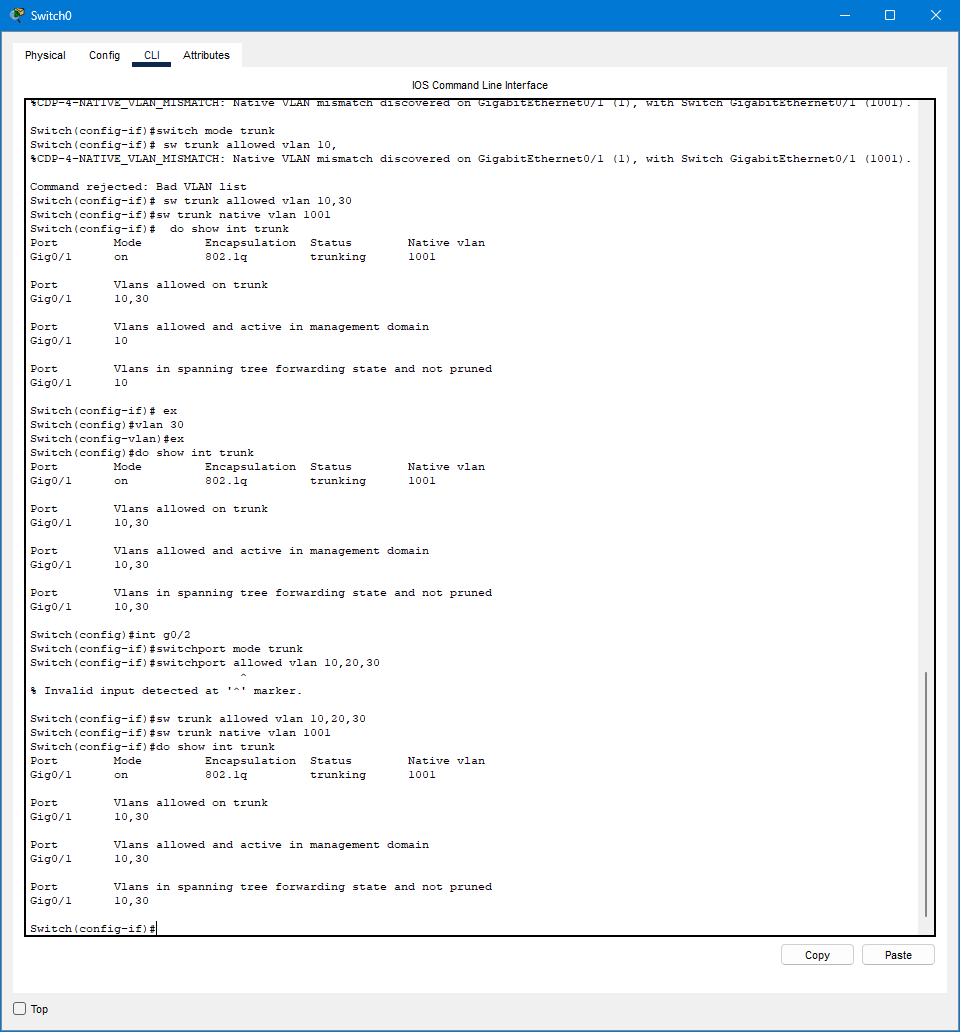 Switch0
Physical Config CLI Attributes
IOS Command Line Interface
%CDP-4-NATIVE_VLAN_MISMATCH: Native VLAN mismatch discovered on GigabitEthernet0/1 (1), with Switch GigabitEthernet0/1 (1001).
Switch(config-if)#switch mode trunk
Switch(config-if)# sw trunk allowed vlan 10,
%CDP-4-NATIVE_VLAN_MISMATCH: Native VLAN mismatch discovered on GigabitEthernet0/1 (1), with Switch GigabitEthernet0/1 (1001).
Command rejected: Bad VLAN list
Switch(config-if)# sw trunk allowed vlan 10,30
Switch(config-if)#sw trunk native vlan 1001
Switch(config-if)#  do show int trunk
Port        Mode         Encapsulation  Status        Native vlan
Gig0/1      on           802.1q         trunking      1001
Port        Vlans allowed on trunk
Gig0/1      10,30
Port        Vlans allowed and active in management domain
Gig0/1      10
Port        Vlans in spanning tree forwarding state and not pruned
Gig0/1      10
Switch(config-if)# ex
Switch(config)#vlan 30
Switch(config-vlan)#ex
Switch(config)#do show int trunk
Port        Mode         Encapsulation  Status        Native vlan
Gig0/1      on           802.1q         trunking      1001
Port        Vlans allowed on trunk
Gig0/1      10,30
Port        Vlans allowed and active in management domain
Gig0/1      10,30
Port        Vlans in spanning tree forwarding state and not pruned
Gig0/1      10,30
Switch(config)#int g0/2
Switch(config-if)#switchport mode trunk
Switch(config-if)#switchport allowed vlan 10,20,30
^
% Invalid input detected at '^' marker.
Switch(config-if)#sw trunk allowed vlan 10,20,30
Switch(config-if)#sw trunk native vlan 1001
Switch(config-if)#do show int trunk
Port        Mode         Encapsulation  Status        Native vlan
Gig0/1      on           802.1q         trunking      1001
Port        Vlans allowed on trunk
Gig0/1      10,30
Port        Vlans allowed and active in management domain
Gig0/1      10,30
Port        Vlans in spanning tree forwarding state and not pruned
Gig0/1      10,30
Switch(config-if)#
Copy Paste
Top